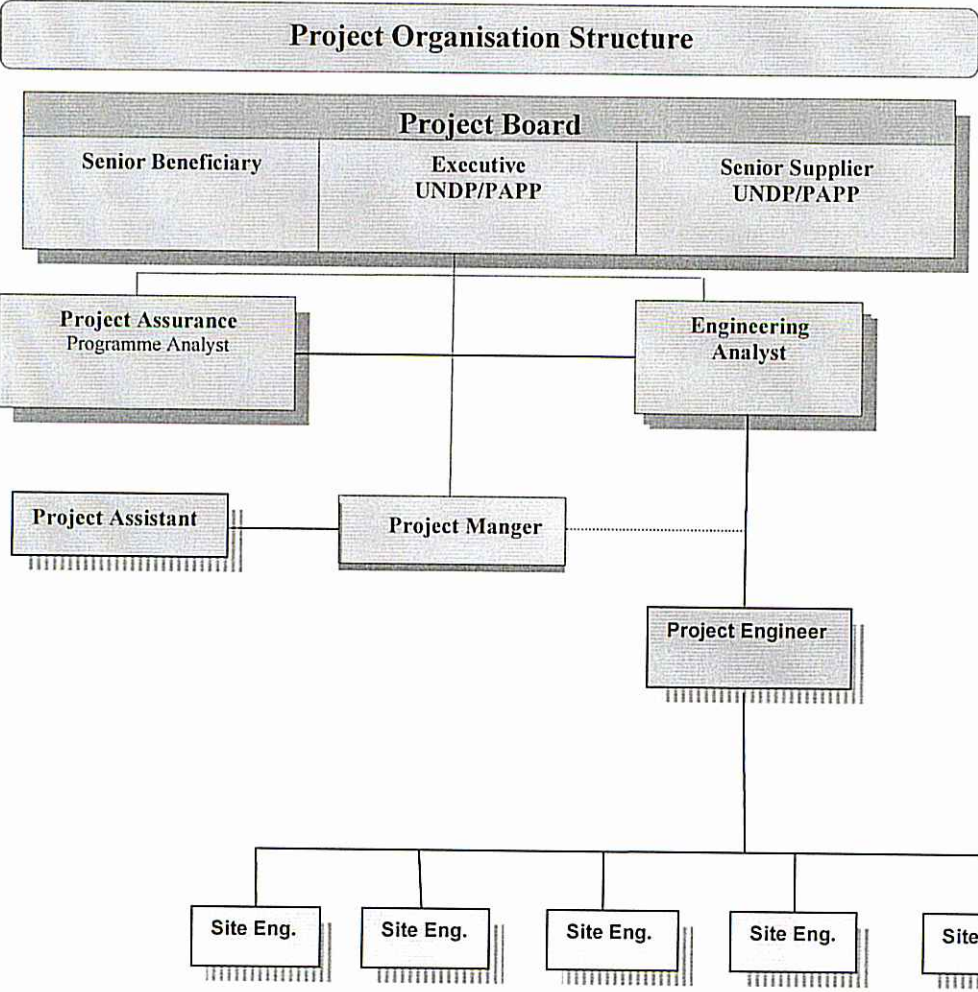 Project Organisation Structure
Project Board
Senior Beneficiary
Executive
UNDP/PAPP
Senior Supplier
UNDP/PAPP
Project Assurance
Programme Analyst
Engineering
Analyst
Project Assistant
Project Manger
Project Engineer
Site Eng.
Site Eng.
Site Eng.
Site Eng.
Site